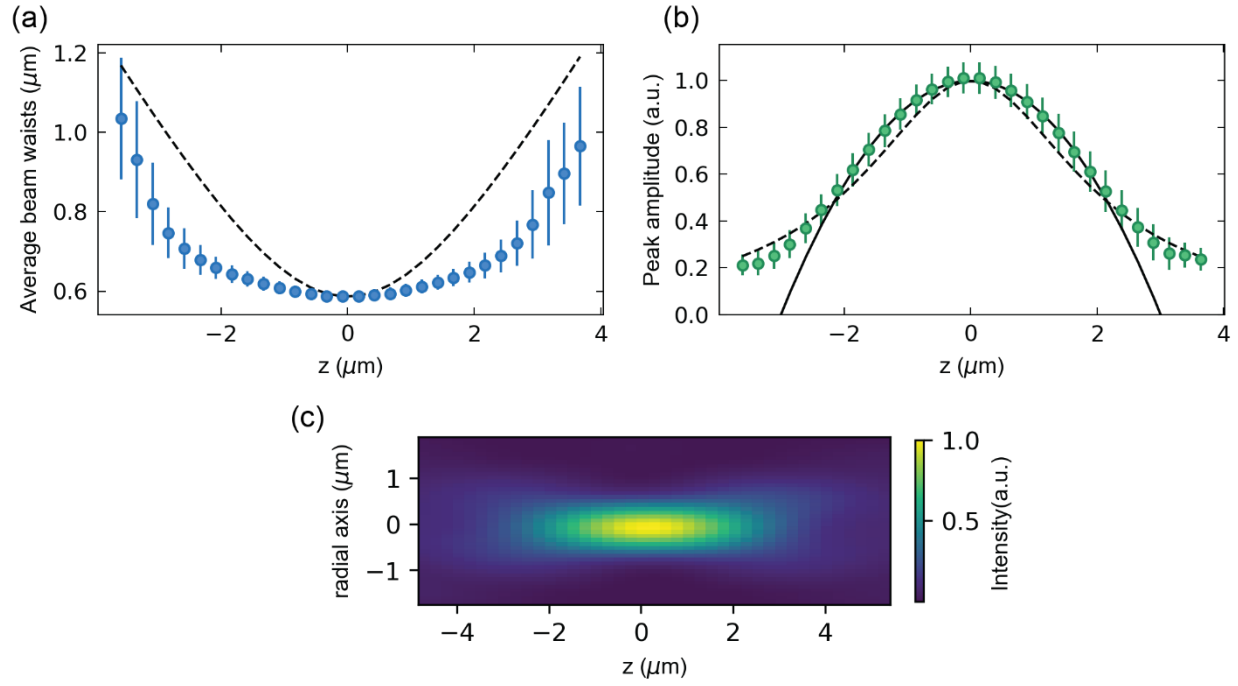 (a)
Average beam waists (μm)
1.2
1.0
0.8
0.6
−2
0
2
4
z (μm)
(b)
Peak amplitude (a.u.)
1.0
0.8
0.6
0.4
0.2
0.0
−2
0
2
4
z (μm)
(c)
radial axis (μm)
1
0
−1
−4
−2
0
2
4
z (μm)
1.0
0.5
Intensity(a.u.)